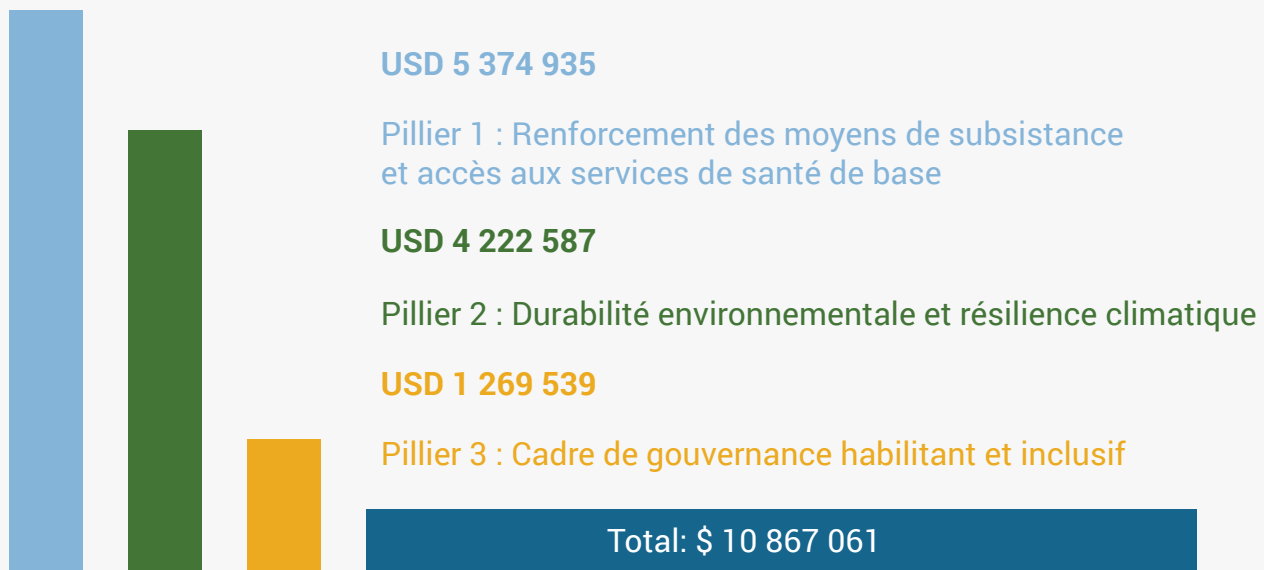 USD 5 374 935
Pillier 1 : Renforcement des moyens de subsistance
et accès aux services de santé de base
USD 4 222 587
Pillier 2 : Durabilité environnementale et résilience climatique
USD 1 269 539
Pillier 3 : Cadre de gouvernance habilitant et inclusif
Total: $ 10 867 061